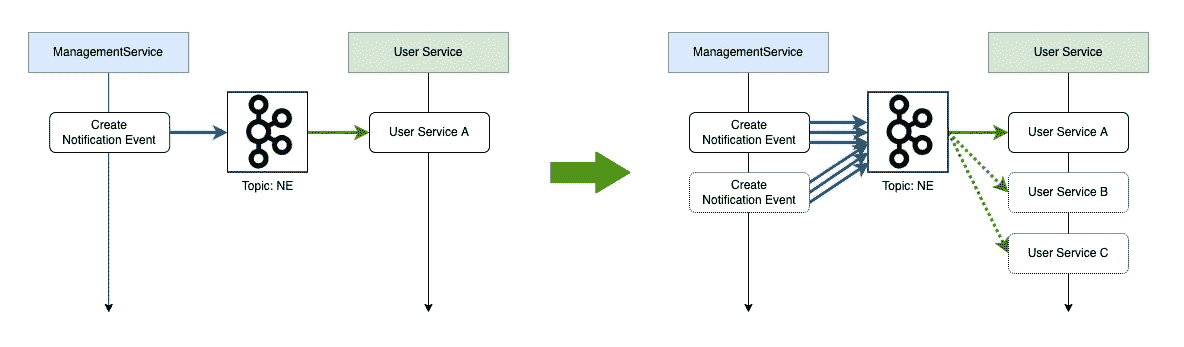 ManagementService
User Service
Create
Notification Event
User Service A
Topic: NE
ManagementService
User Service
Create
Notification Event
User Service A
Create
Notification Event
Topic: NE
User Service B
User Service C